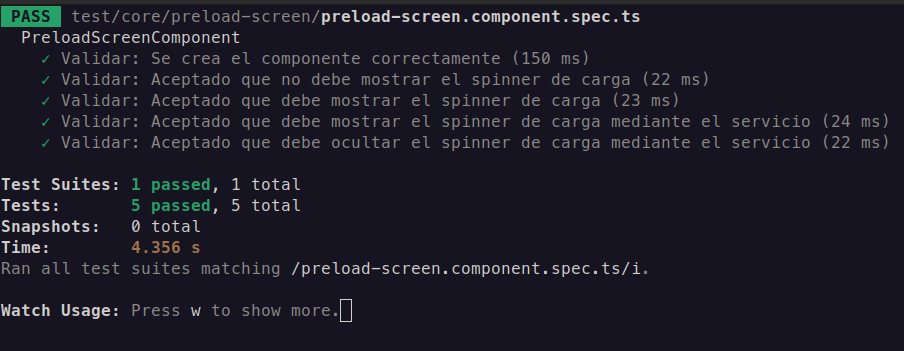 PASS test/core/preload-screen/preload-screen.component.spec.ts
PreloadScreenComponent
✓ Validar: Se crea el componente correctamente (150 ms)
✓ Validar: Aceptado que no debe mostrar el spinner de carga (22 ms)
✓ Validar: Aceptado que debe mostrar el spinner de carga (23 ms)
✓ Validar: Aceptado que debe mostrar el spinner de carga mediante el servicio (24 ms)
✓ Validar: Aceptado que debe ocultar el spinner de carga mediante el servicio (22 ms)
Test Suites: 1 passed, 1 total
Tests: 5 passed, 5 total
Snapshots: 0 total
Time: 4.356 s
Ran all test suites matching /preload-screen.component.spec.ts/i.
Watch Usage: Press w to show more.